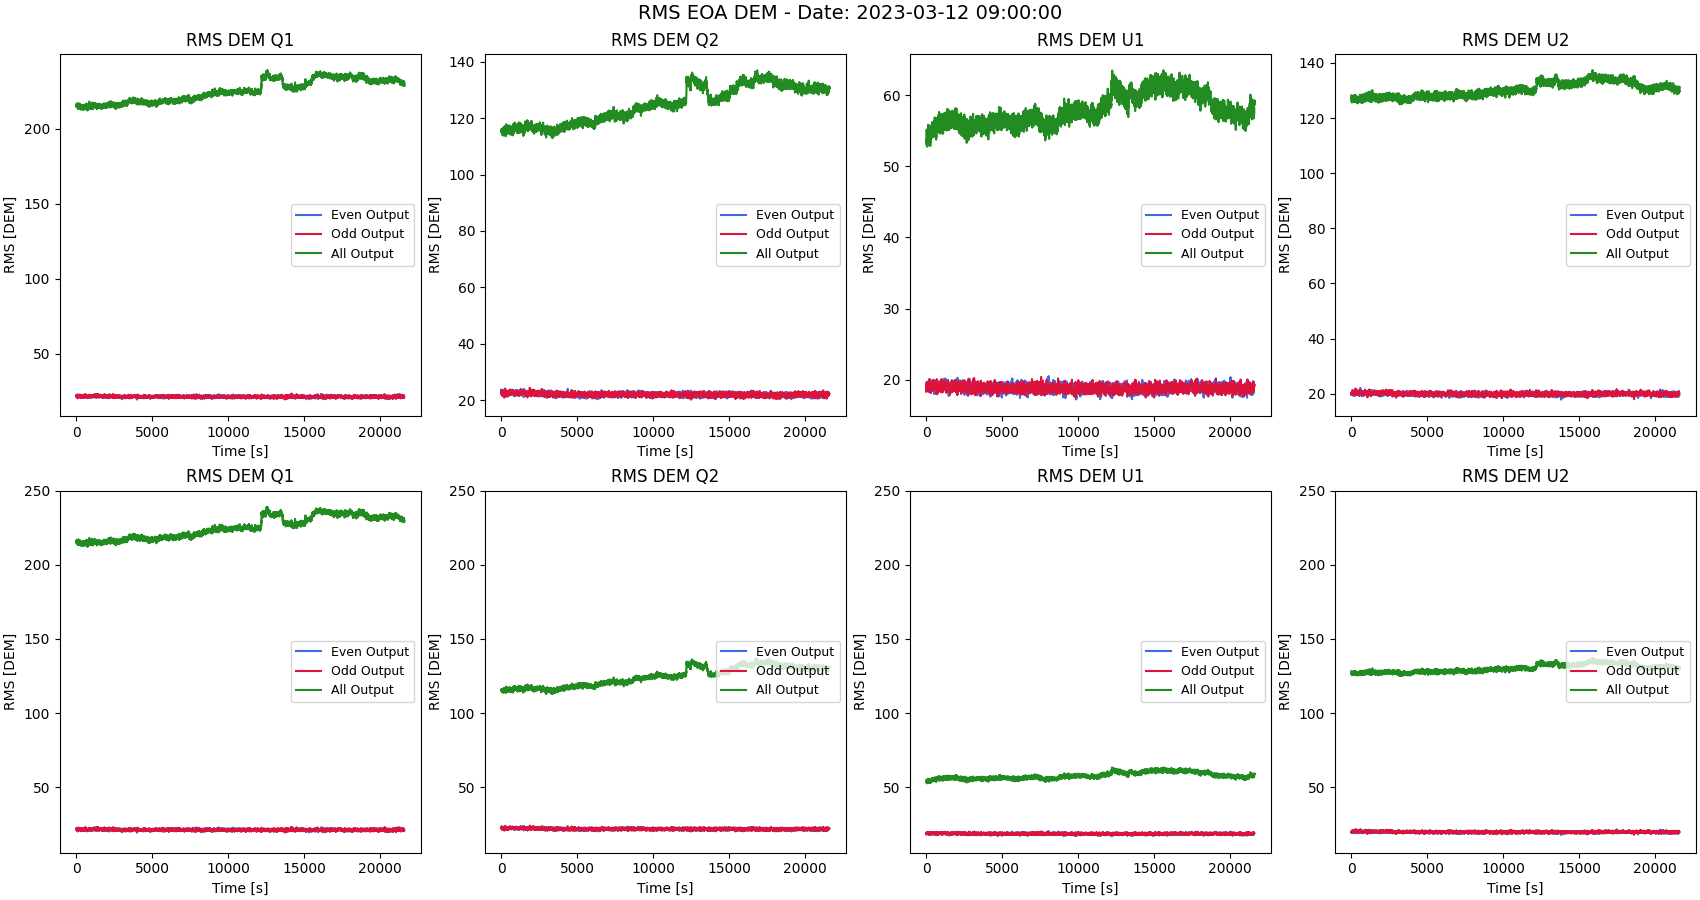 RMS EOA DEM - Date: 2023-03-12 09:00:00
RMS DEM Q1
RMS [DEM]
200
150
100
50
0 5000 10000 15000 20000
Time [s]
Even Output
Odd Output
All Output
RMS DEM Q2
RMS [DEM]
140
120
100
80
60
40
20
0 5000 10000 15000 20000
Time [s]
Even Output
Odd Output
All Output
RMS DEM U1
RMS [DEM]
60
50
40
30
20
0 5000 10000 15000 20000
Time [s]
Even Output
Odd Output
All Output
RMS DEM U2
RMS [DEM]
140
120
100
80
60
40
20
0 5000 10000 15000 20000
Time [s]
Even Output
Odd Output
All Output
RMS DEM Q1
RMS [DEM]
250
200
150
100
50
0 5000 10000 15000 20000
Time [s]
Even Output
Odd Output
All Output
RMS DEM Q2
RMS [DEM]
250
200
150
100
50
0 5000 10000 15000 20000
Time [s]
Even Output
Odd Output
All Output
RMS DEM U1
RMS [DEM]
250
200
150
100
50
0 5000 10000 15000 20000
Time [s]
Even Output
Odd Output
All Output
RMS DEM U2
RMS [DEM]
250
200
150
100
50
0 5000 10000 15000 20000
Time [s]
Even Output
Odd Output
All Output